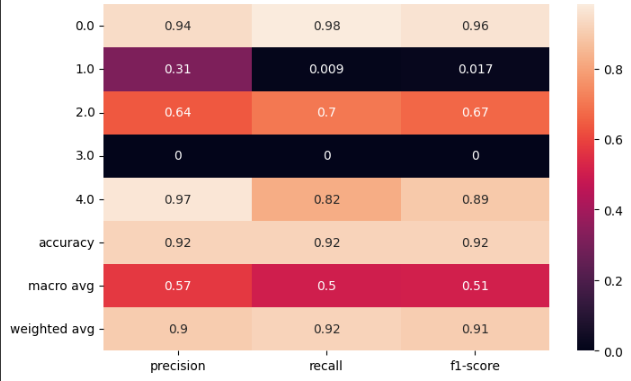 0.0 0.94 0.98 0.96
1.0 0.31 0.009 0.017
2.0 0.64 0.7 0.67
3.0 0 0 0
4.0 0.97 0.82 0.89
accuracy 0.92 0.92 0.92
macro avg 0.57 0.5 0.51
weighted avg 0.9 0.92 0.91
precision recall f1-score
0.8
0.6
0.4
0.2
0.0